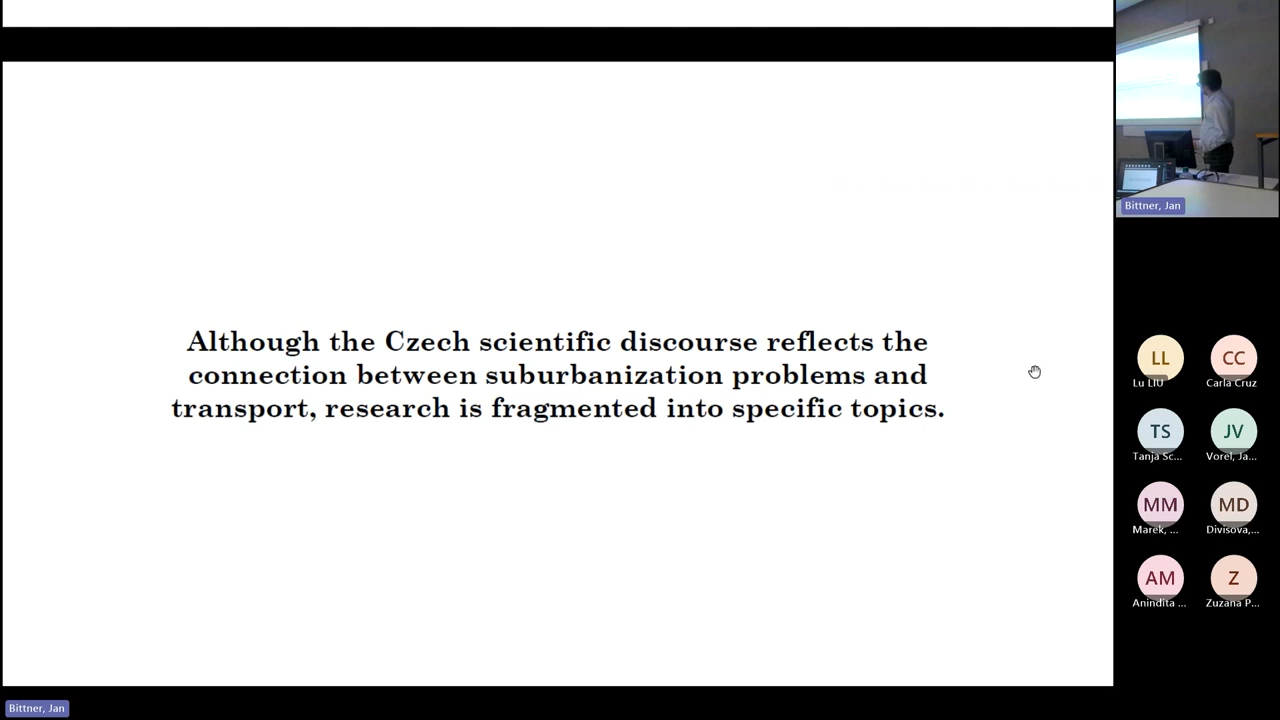 Although the Czech scientific discourse reflects the
connection between suburbanization problems and
transport, research is fragmented into specific topics.
Bittner, Jan
LL
Lu LIU
CC
Carla Cruz
TS
Tanja Sc...
JV
Vorel, Ja...
MM
Marek, ...
MD
Divisova,...
AM
Anindita ...
Z
Zuzana P...
Bittner, Jan